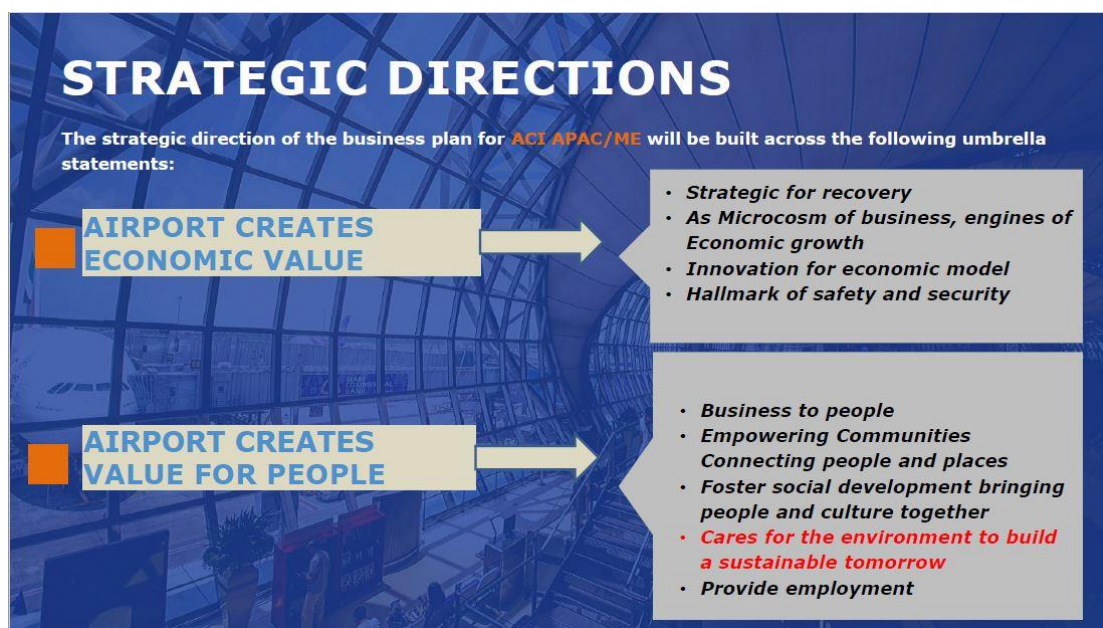 STRATEGIC DIRECTIONS
The strategic direction of the business plan for ACI APAC/ME will be built across the following umbrella
statements:
AIRPORT CREATES
ECONOMIC VALUE
• Strategic for recovery
• As Microcosm of business, engines of
Economic growth
• Innovation for economic model
• Hallmark of safety and security
AIRPORT CREATES
VALUE FOR PEOPLE
• Business to people
• Empowering Communities
Connecting people and places
• Foster social development bringing
people and culture together
• Cares for the environment to build
a sustainable tomorrow
• Provide employment
SIAM
COMMERCIAL
BANK